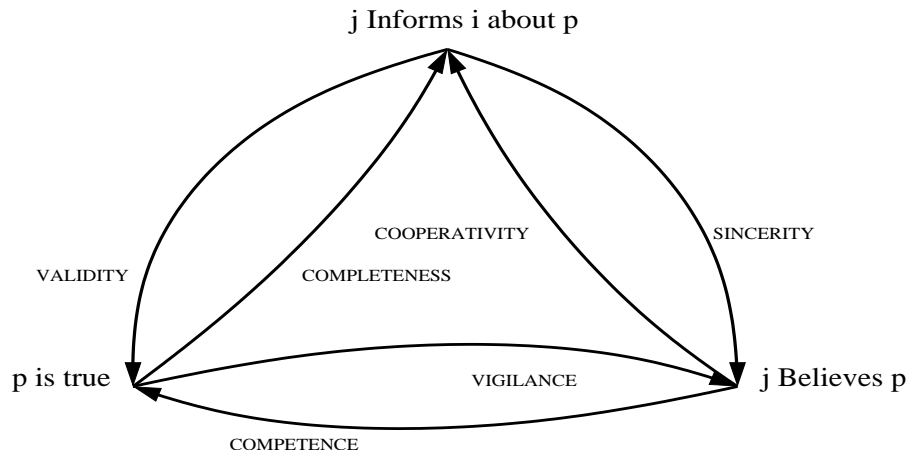 j Informs i about p
COOPERATIVITY
SINCERITY
VALIDITY
COMPLETENESS
p is true
VIGILANCE
j Believes p
COMPETENCE